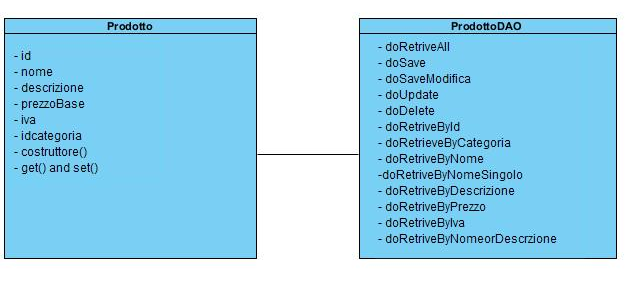 Prodotto
- id
- nome
- descrizione
- prezzoBase
- iva
- idcategoria
- costruttore()
- get() and set()
ProdottoDAO
- doRetriveAll
- doSave
- doSaveModifica
- doUpdate
- doDelete
- doRetriveById
- doRetrieveByCategoria
- doRetriveByNome
-doRetriveByNomeSingolo
- doRetriveByDescrizione
- doRetriveByPrezzo
- doRetriveByIva
- doRetriveByNomeorDescrzione